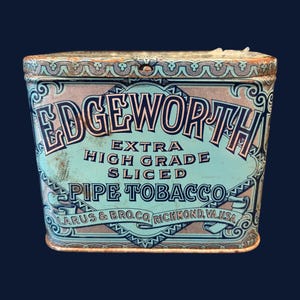 EDGEWORTH
EXTRA
HIGH GRADE
SLICED
PIPE TOBACCO
LARUS & BRO. CO. RICHMOND, VA. U.S.A.